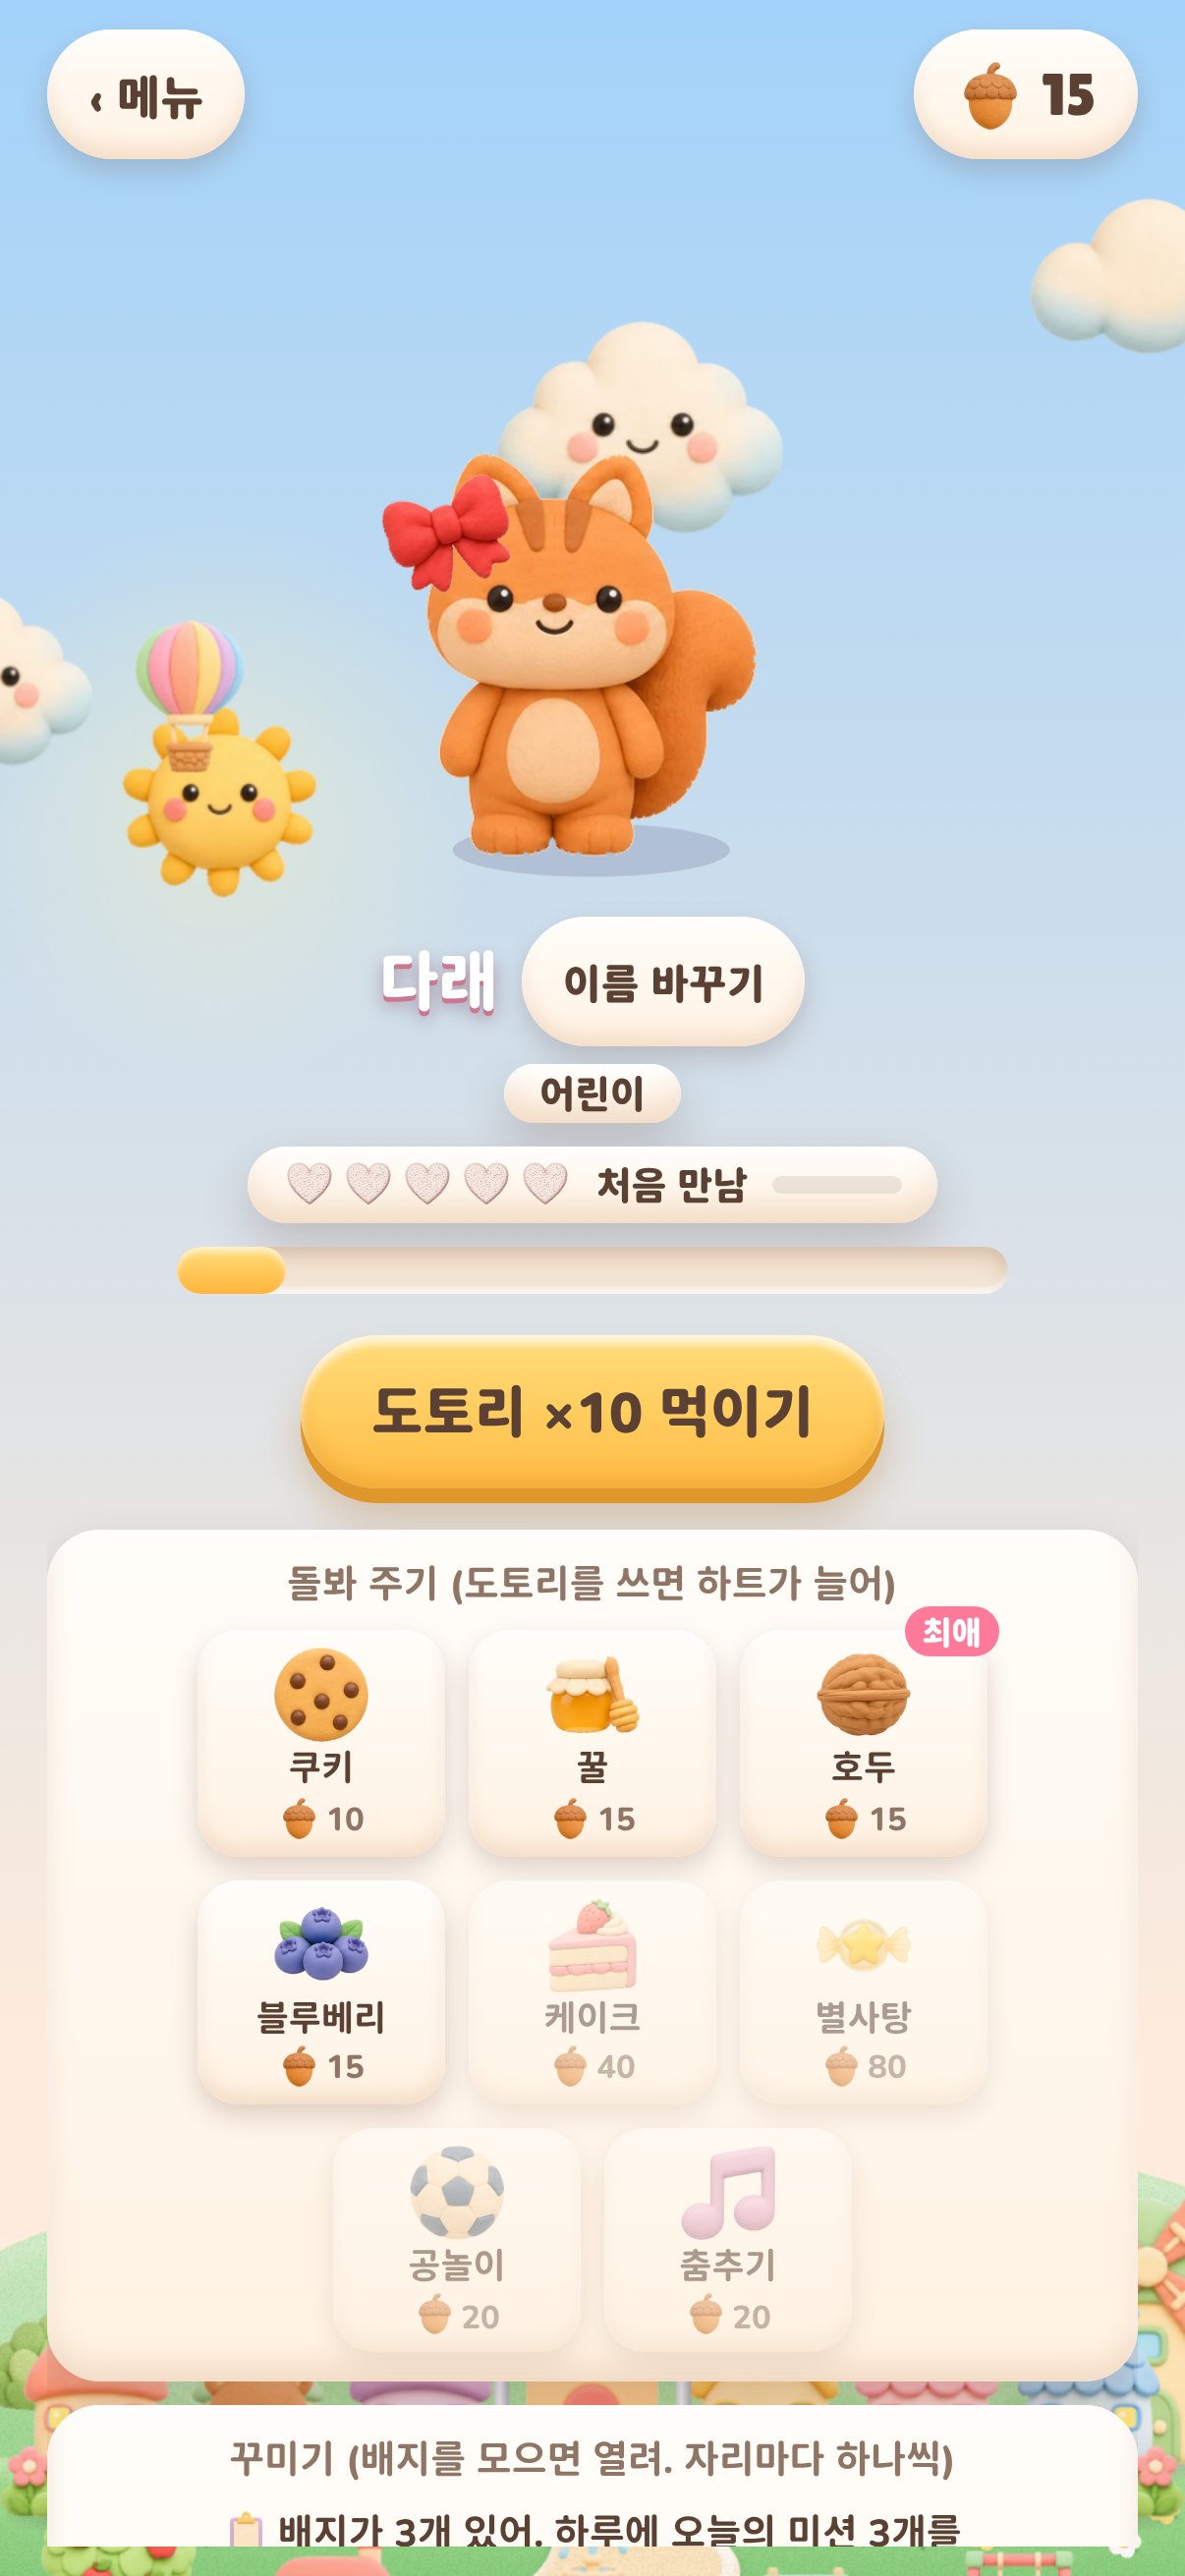 ‹ 메뉴
15
다래
이름 바꾸기
어린이
처음 만남
도토리 ×10 먹이기
돌봐 주기 (도토리를 쓰면 하트가 늘어)
최애
쿠키
꿀
호두
10
15
15
블루베리
케이크
별사탕
15
40
80
공놀이
춤추기
20
20
꾸미기 (배지를 모으면 열려. 자리마다 하나씩)
배지가 3개 있어. 하루에 오늘의 미션 3개를